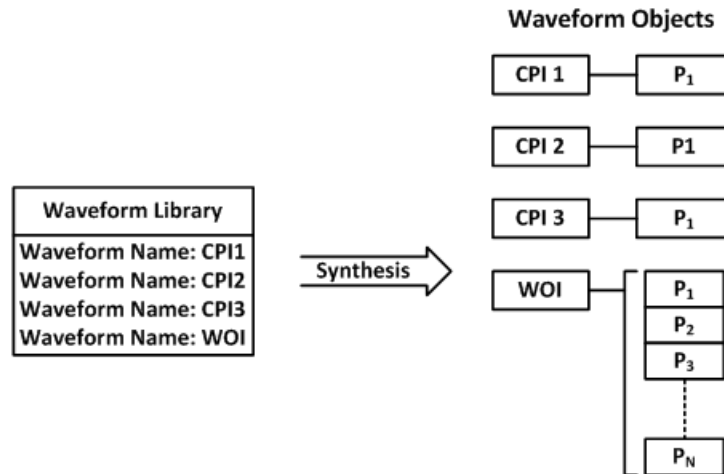 Waveform Objects
CPI 1
P₁
CPI 2
P1
CPI 3
P₁
Waveform Library
Waveform Name: CPI1
Waveform Name: CPI2
Waveform Name: CPI3
Waveform Name: WOI
Synthesis
WOI
P₁
P₂
P₃
P_N